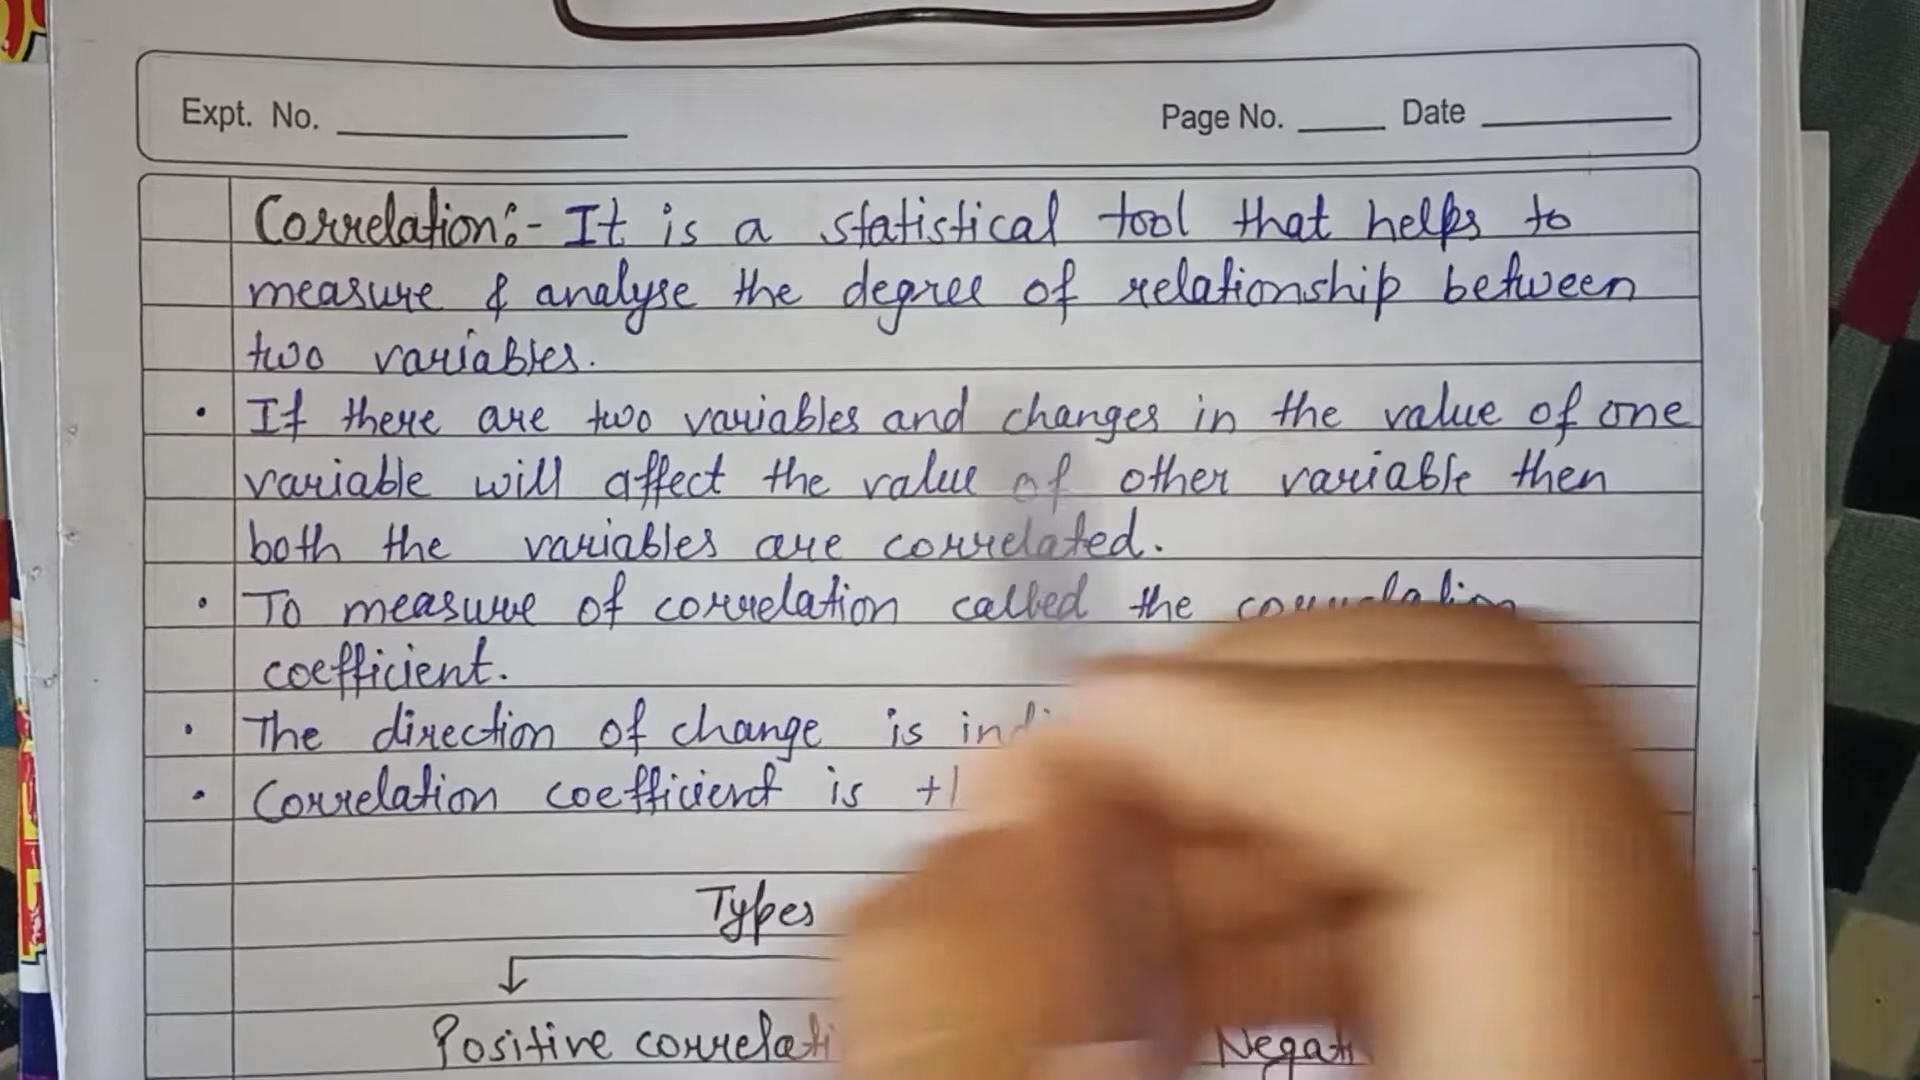 Expt. No.
Page No. Date
Correlation:- It is a statistical tool that helps to
measure & analyse the degree of relationship between
two variables.
• If there are two variables and changes in the value of one
variable will affect the value of other variable then
both the variables are correlated.
• To measure of correlation called the correlation
coefficient.
• The direction of change is
• Correlation coefficient is +1
Types
Positive